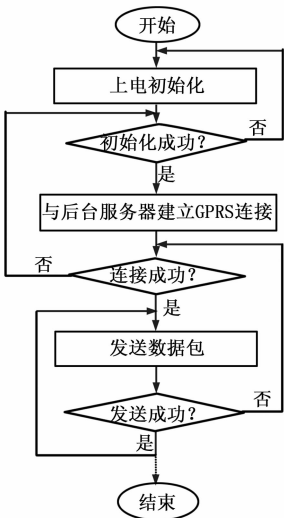 开始
上电初始化
初始化成功?
否
是
与后台服务器建立GPRS连接
否
连接成功?
是
发送数据包
发送成功?
否
是
结束